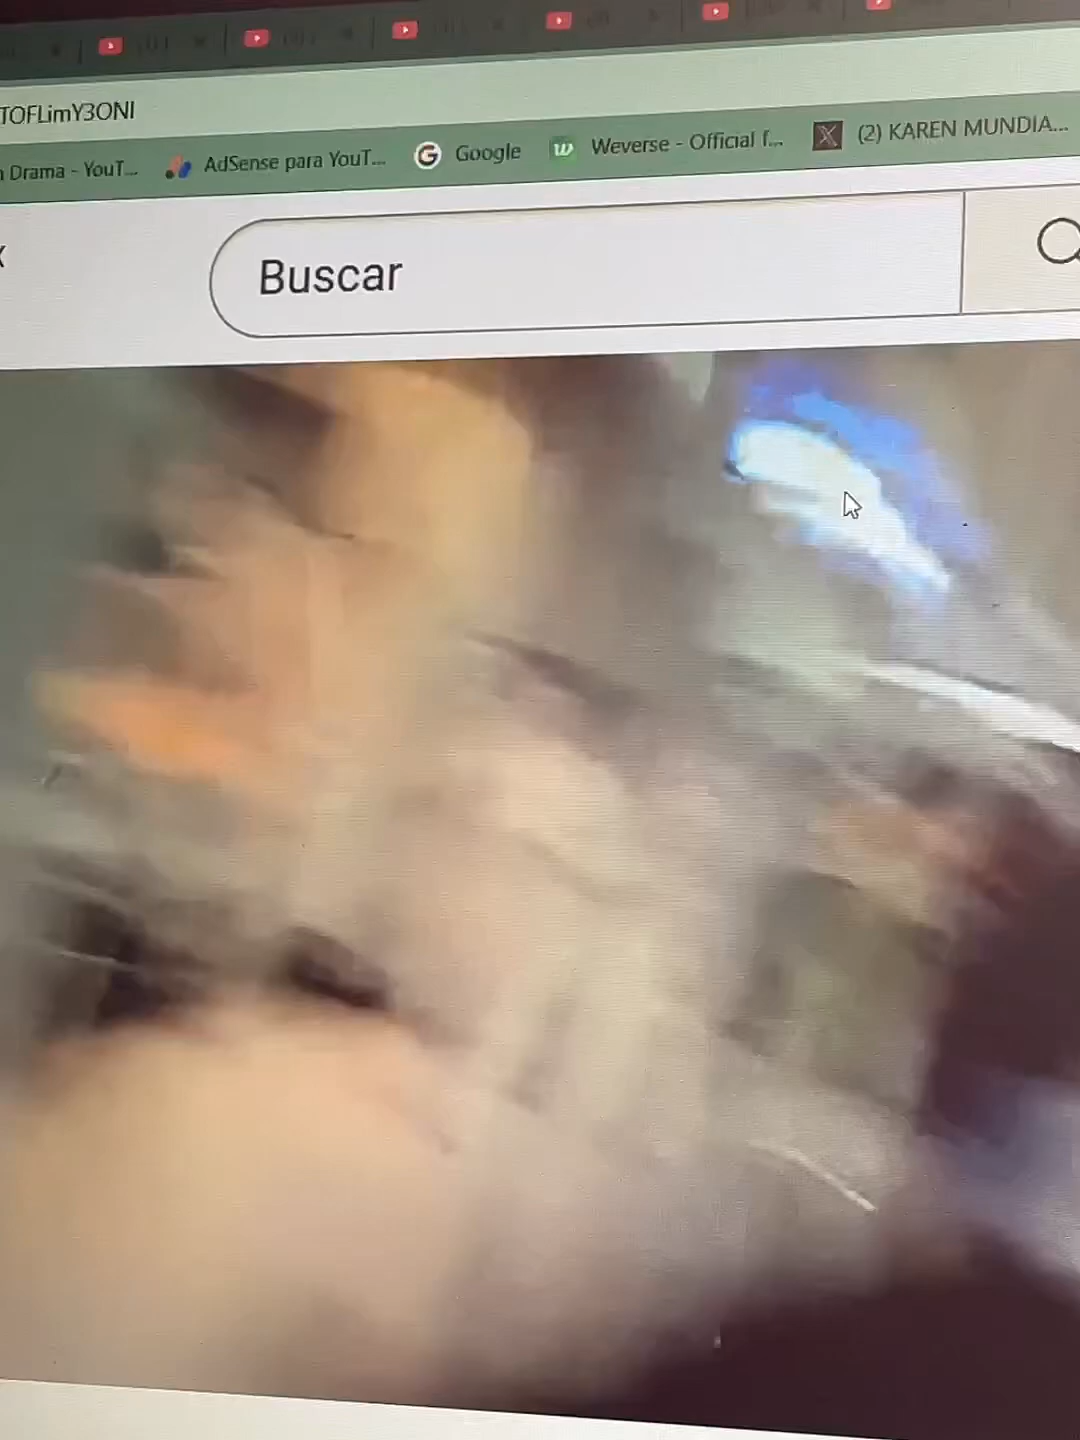 TOFLimY3ONI
Drama - YouT... AdSense para YouT... Google Weverse - Official f... (2) KAREN MUNDIA...
Buscar